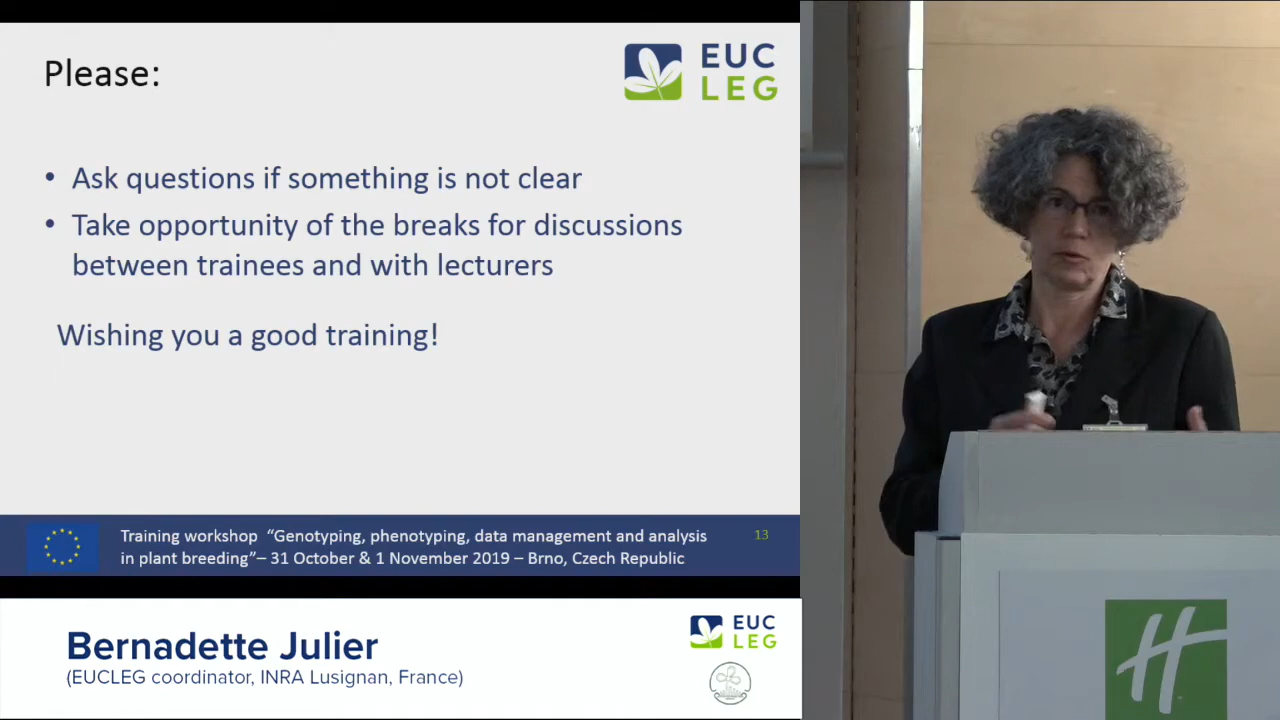 Please:
EUC
LEG
• Ask questions if something is not clear
• Take opportunity of the breaks for discussions
between trainees and with lecturers
Wishing you a good training!
Training workshop “Genotyping, phenotyping, data management and analysis
in plant breeding”– 31 October & 1 November 2019 – Brno, Czech Republic
13
Bernadette Julier
(EUCLEG coordinator, INRA Lusignan, France)
EUC
LEG
H